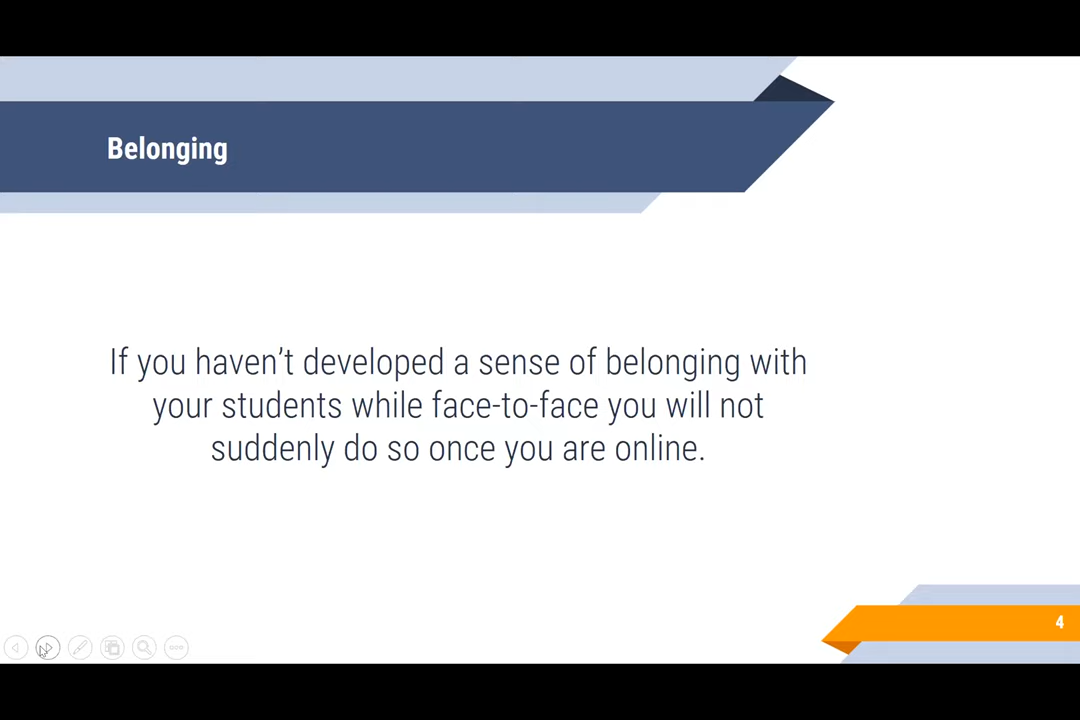 Belonging
If you haven’t developed a sense of belonging with
your students while face-to-face you will not
suddenly do so once you are online.
4